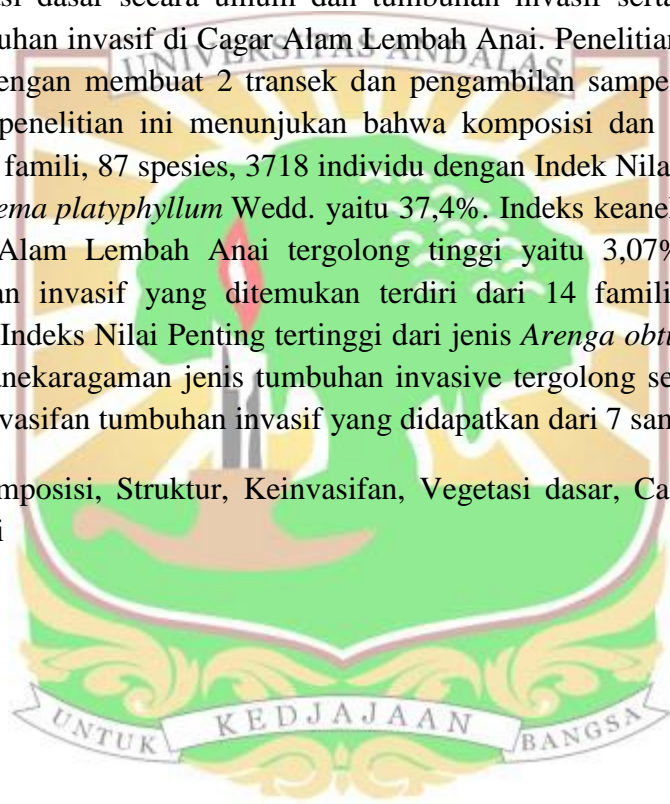 asi dasar secara umum dan tumbuhan invasif serta
buhan invasif di Cagar Alam Lembah Anai. Penelitian
engan membuat 2 transek dan pengambilan sampe
penelitian ini menunjukan bahwa komposisi dan
famili, 87 spesies, 3718 individu dengan Indek Nila
ema platyphyllum Wedd. yaitu 37,4%. Indeks keanek
Alam Lembah Anai tergolong tinggi yaitu 3,07%
an invasif yang ditemukan terdiri dari 14 famili
Indeks Nilai Penting tertinggi dari jenis Arenga obtu
anekaragaman jenis tumbuhan invasive tergolong se
vasifan tumbuhan invasif yang didapatkan dari 7 sam
mposisi, Struktur, Keinvasifan, Vegetasi dasar, Ca
i
UNIVERSITAS ANDALAS
UNTUK KEDJAJAAN BANGSA